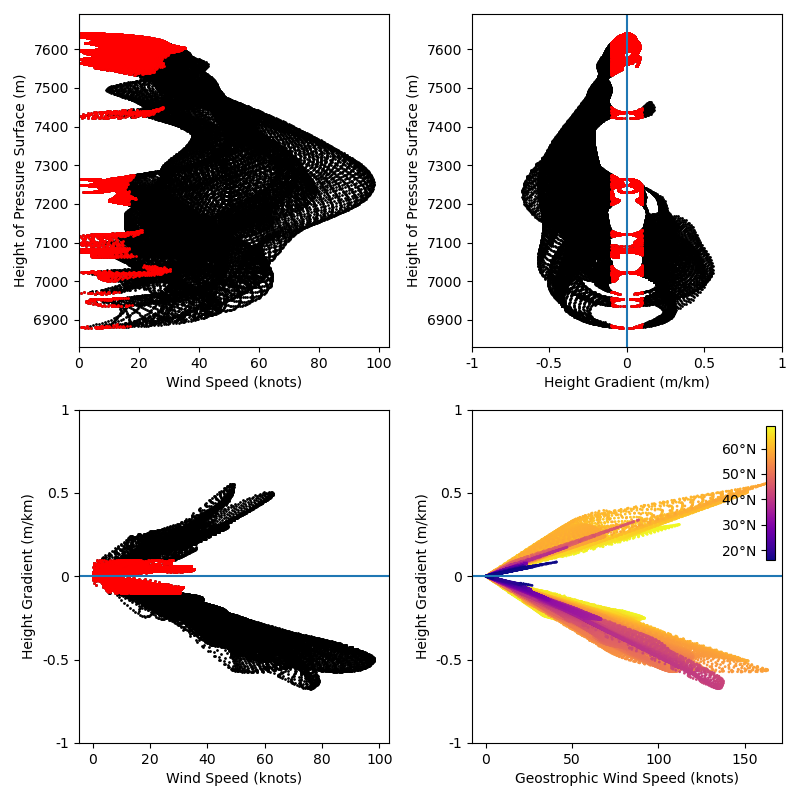 Height of Pressure Surface (m)
7600
7500
7400
7300
7200
7100
7000
6900
0 20 40 60 80 100
Wind Speed (knots)
Height of Pressure Surface (m)
7600
7500
7400
7300
7200
7100
7000
6900
-1 -0.5 0 0.5 1
Height Gradient (m/km)
Height Gradient (m/km)
1
0.5
0
-0.5
-1
0 20 40 60 80 100
Wind Speed (knots)
Height Gradient (m/km)
1
0.5
0
-0.5
-1
60°N
50°N
40°N
30°N
20°N
0 50 100 150
Geostrophic Wind Speed (knots)